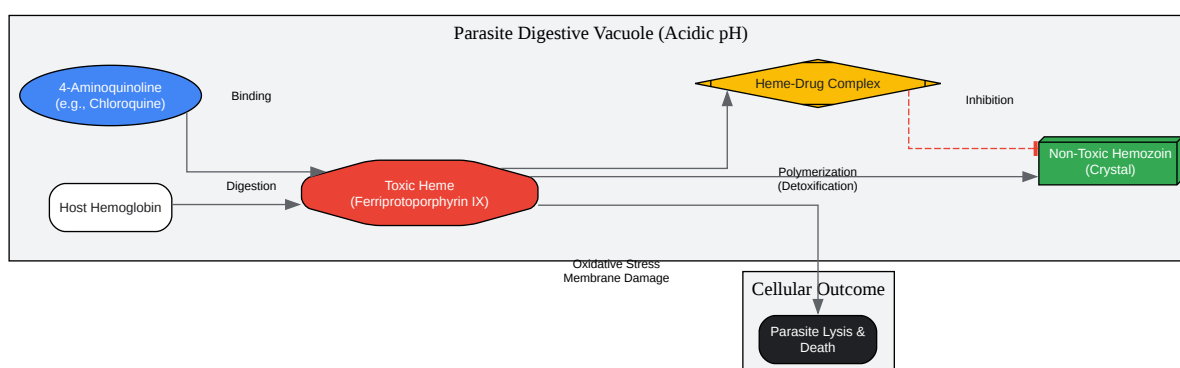 Parasite Digestive Vacuole (Acidic pH)
4-Aminoquinoline
(e.g., Chloroquine)
Binding
Heme-Drug Complex
Inhibition
Non-Toxic Hemozoin
(Crystal)
Polymerization
(Detoxification)
Toxic Heme
(Ferriprotoporphyrin IX)
Digestion
Host Hemoglobin
Oxidative Stress
Membrane Damage
Cellular Outcome
Parasite Lysis &
Death